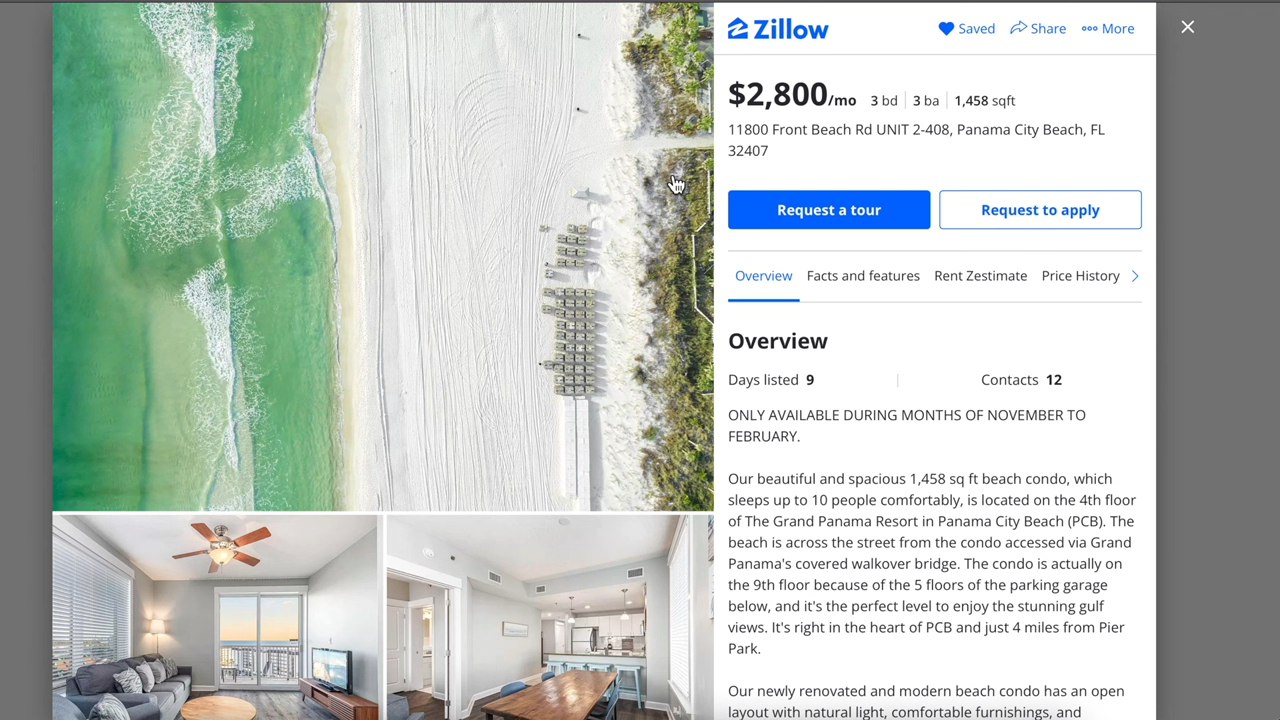 Zillow
Saved Share More
$2,800/mo 3 bd 3 ba 1,458 sqft
11800 Front Beach Rd UNIT 2-408, Panama City Beach, FL
32407
Request a tour Request to apply
Overview Facts and features Rent Zestimate Price History
Overview
Days listed 9 Contacts 12
ONLY AVAILABLE DURING MONTHS OF NOVEMBER TO
FEBRUARY.
Our beautiful and spacious 1,458 sq ft beach condo, which
sleeps up to 10 people comfortably, is located on the 4th floor
of The Grand Panama Resort in Panama City Beach (PCB). The
beach is across the street from the condo accessed via Grand
Panama's covered walkover bridge. The condo is actually on
the 9th floor because of the 5 floors of the parking garage
below, and it's the perfect level to enjoy the stunning gulf
views. It's right in the heart of PCB and just 4 miles from Pier
Park.
Our newly renovated and modern beach condo has an open
layout with natural light, comfortable furnishings, and